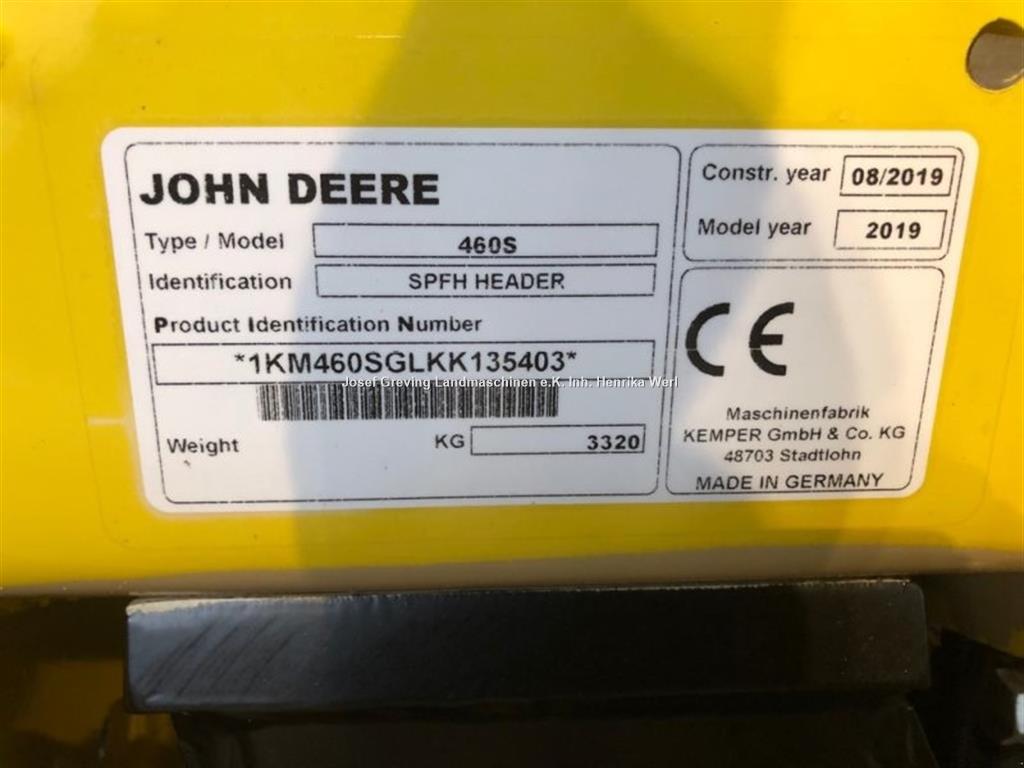 JOHN DEERE
Type / Model 460S
Identification SPFH HEADER
Product Identification Number
*1KM460SGLKK135403*
Josef Greving Landmaschinen e.K. Inh. Henrika Werl
Weight KG 3320
Constr. year 08/2019
Model year 2019
CE
Maschinenfabrik
KEMPER GmbH & Co. KG
48703 Stadtlohn
MADE IN GERMANY